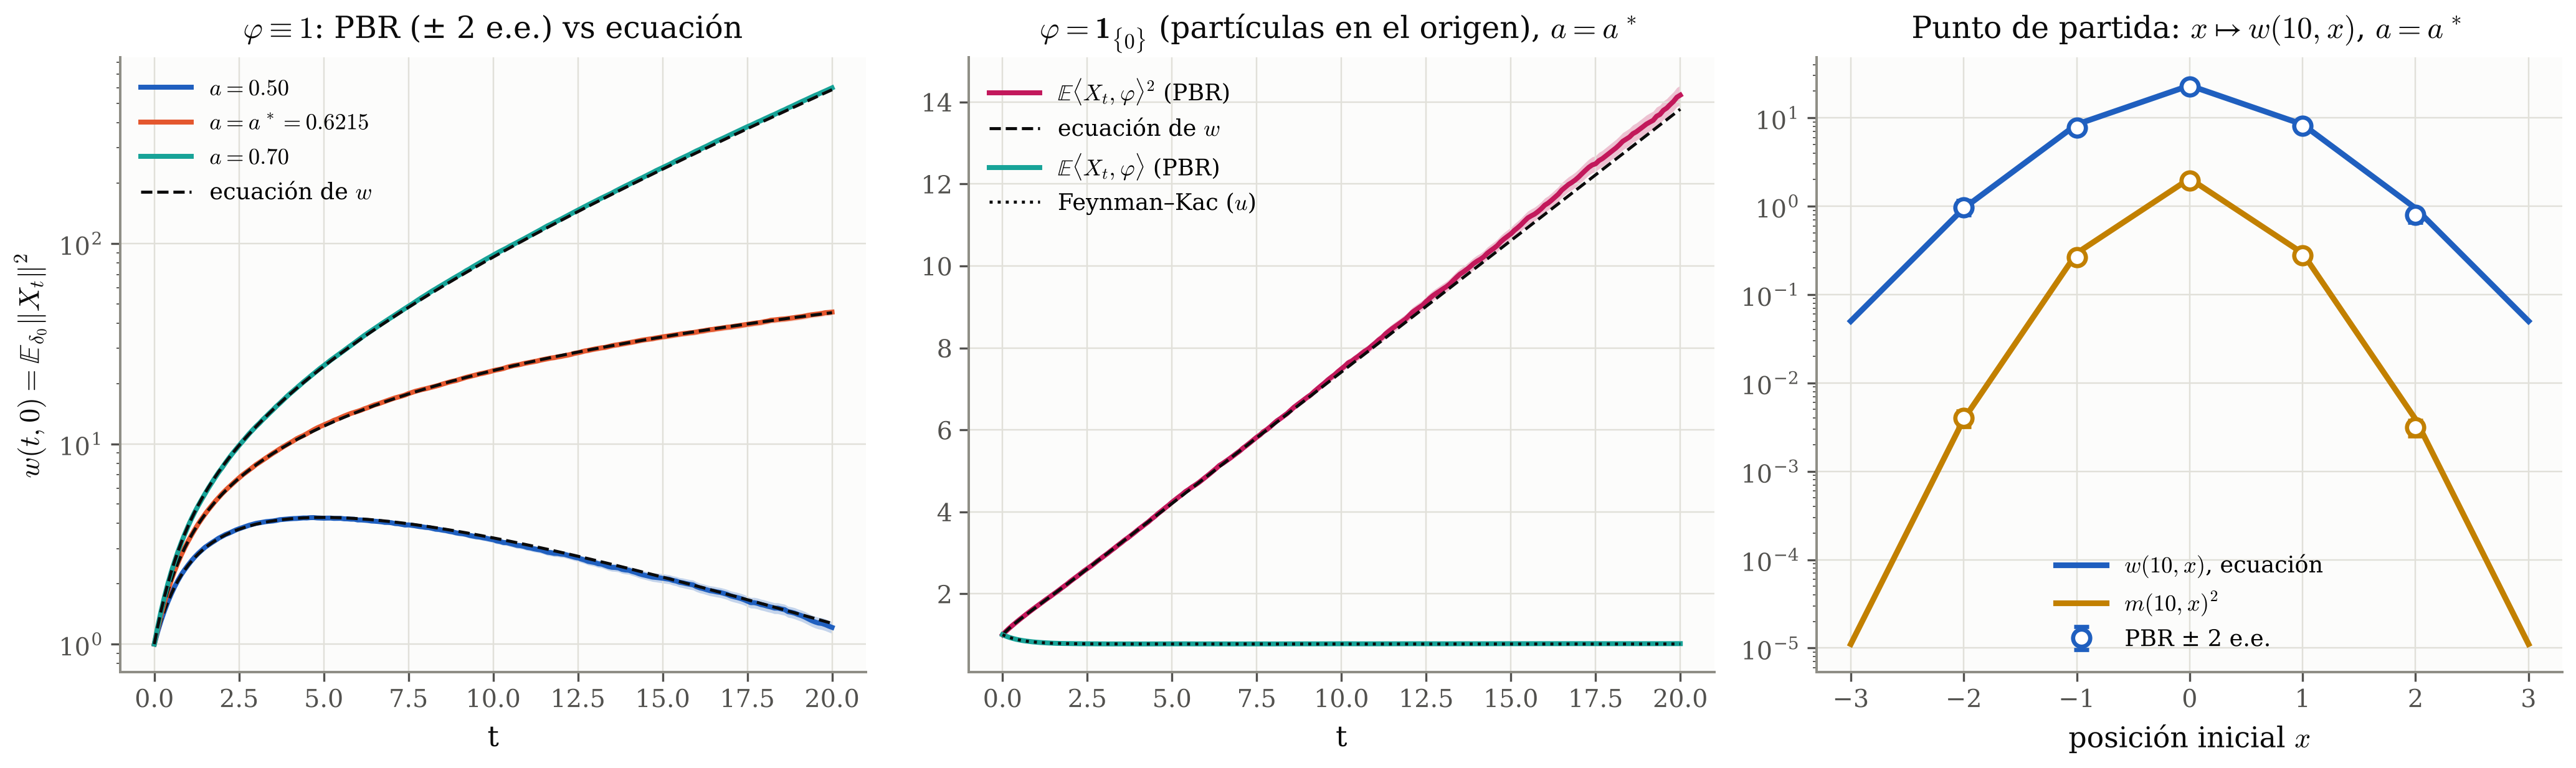 φ ≡ 1: PBR (± 2 e.e.) vs ecuación
a = 0.50
a = a* = 0.6215
a = 0.70
ecuación de w
w(t, 0) = 𝔼_{δ_0}‖X_t‖²
10²
10¹
10⁰
0.0 2.5 5.0 7.5 10.0 12.5 15.0 17.5 20.0
t
φ = 𝟏_{{0}} (partículas en el origen), a = a*
𝔼⟨X_t, φ⟩² (PBR)
ecuación de w
𝔼⟨X_t, φ⟩ (PBR)
Feynman–Kac (u)
14
12
10
8
6
4
2
0.0 2.5 5.0 7.5 10.0 12.5 15.0 17.5 20.0
t
Punto de partida: x ↦ w(10, x), a = a*
10¹
10⁰
10⁻¹
10⁻²
10⁻³
10⁻⁴
10⁻⁵
w(10, x), ecuación
m(10, x)²
PBR ± 2 e.e.
−3 −2 −1 0 1 2 3
posición inicial x